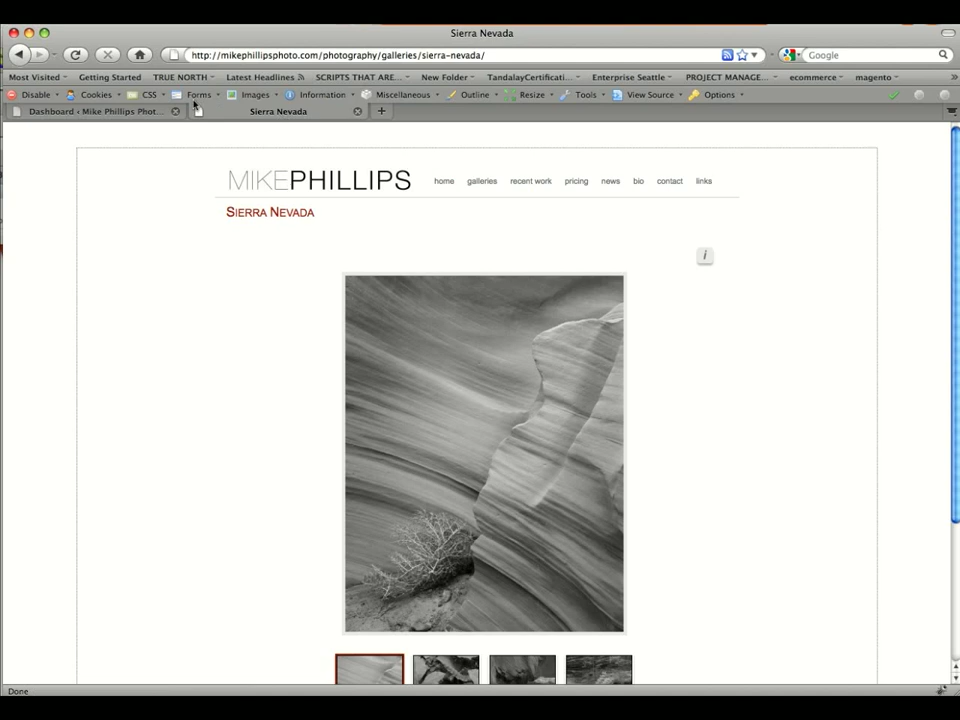 Sierra Nevada
http://mikephillipsphoto.com/photography/galleries/sierra-nevada/
Google
Most Visited Getting Started TRUE NORTH Latest Headlines SCRIPTS THAT ARE... New Folder TandalayCertificati... Enterprise Seattle PROJECT MANAGE... ecommerce magento »
Disable Cookies CSS Forms Images Information Miscellaneous Outline Resize Tools View Source Options
Dashboard ‹ Mike Phillips Phot... Sierra Nevada
MIKEPHILLIPS home galleries recent work pricing news bio contact links
SIERRA NEVADA
i
Done